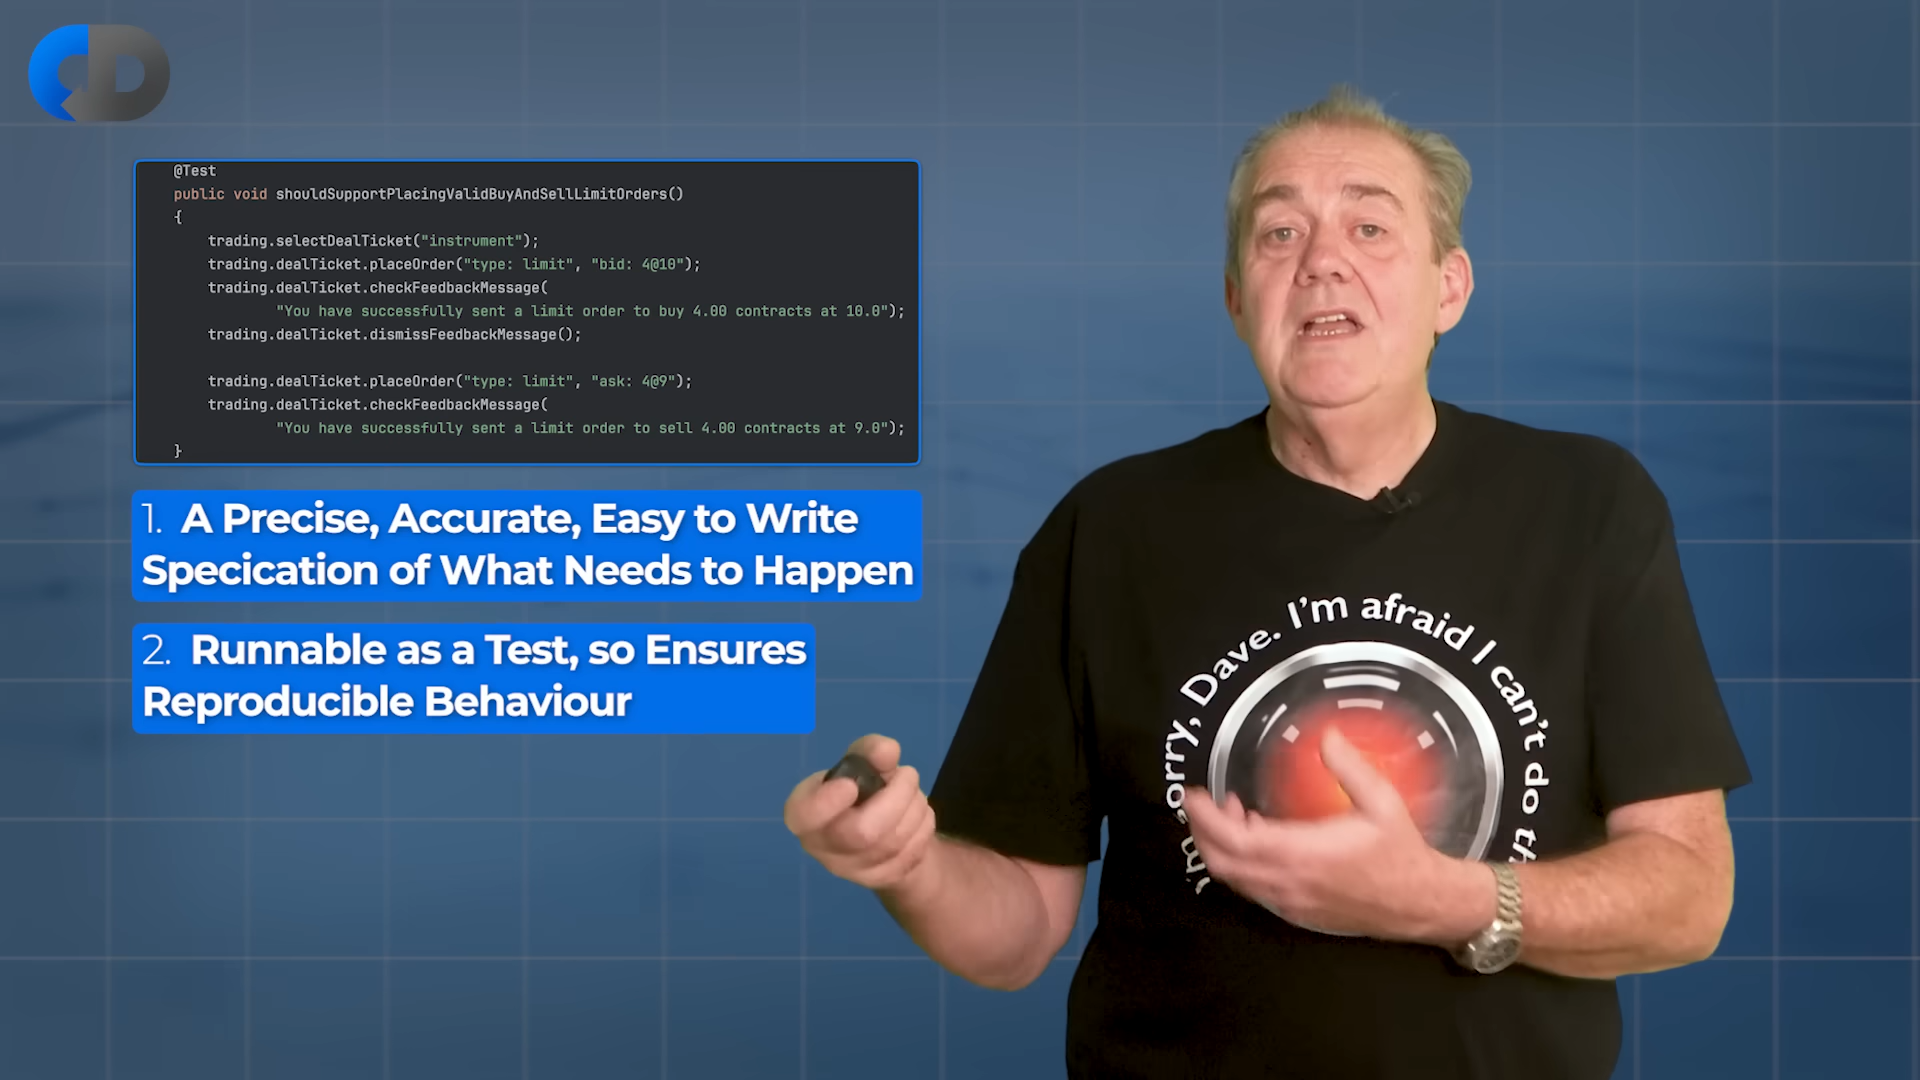 @Test
public void shouldSupportPlacingValidBuyAndSellLimitOrders()
{
trading.selectDealTicket("instrument");
trading.dealTicket.placeOrder("type: limit", "bid: 4@10");
trading.dealTicket.checkFeedbackMessage(
"You have successfully sent a limit order to buy 4.00 contracts at 10.0");
trading.dealTicket.dismissFeedbackMessage();
trading.dealTicket.placeOrder("type: limit", "ask: 4@9");
trading.dealTicket.checkFeedbackMessage(
"You have successfully sent a limit order to sell 4.00 contracts at 9.0");
}
1. A Precise, Accurate, Easy to Write
Specication of What Needs to Happen
2. Runnable as a Test, so Ensures
Reproducible Behaviour
I'm sorry, Dave. I'm afraid I can't do th